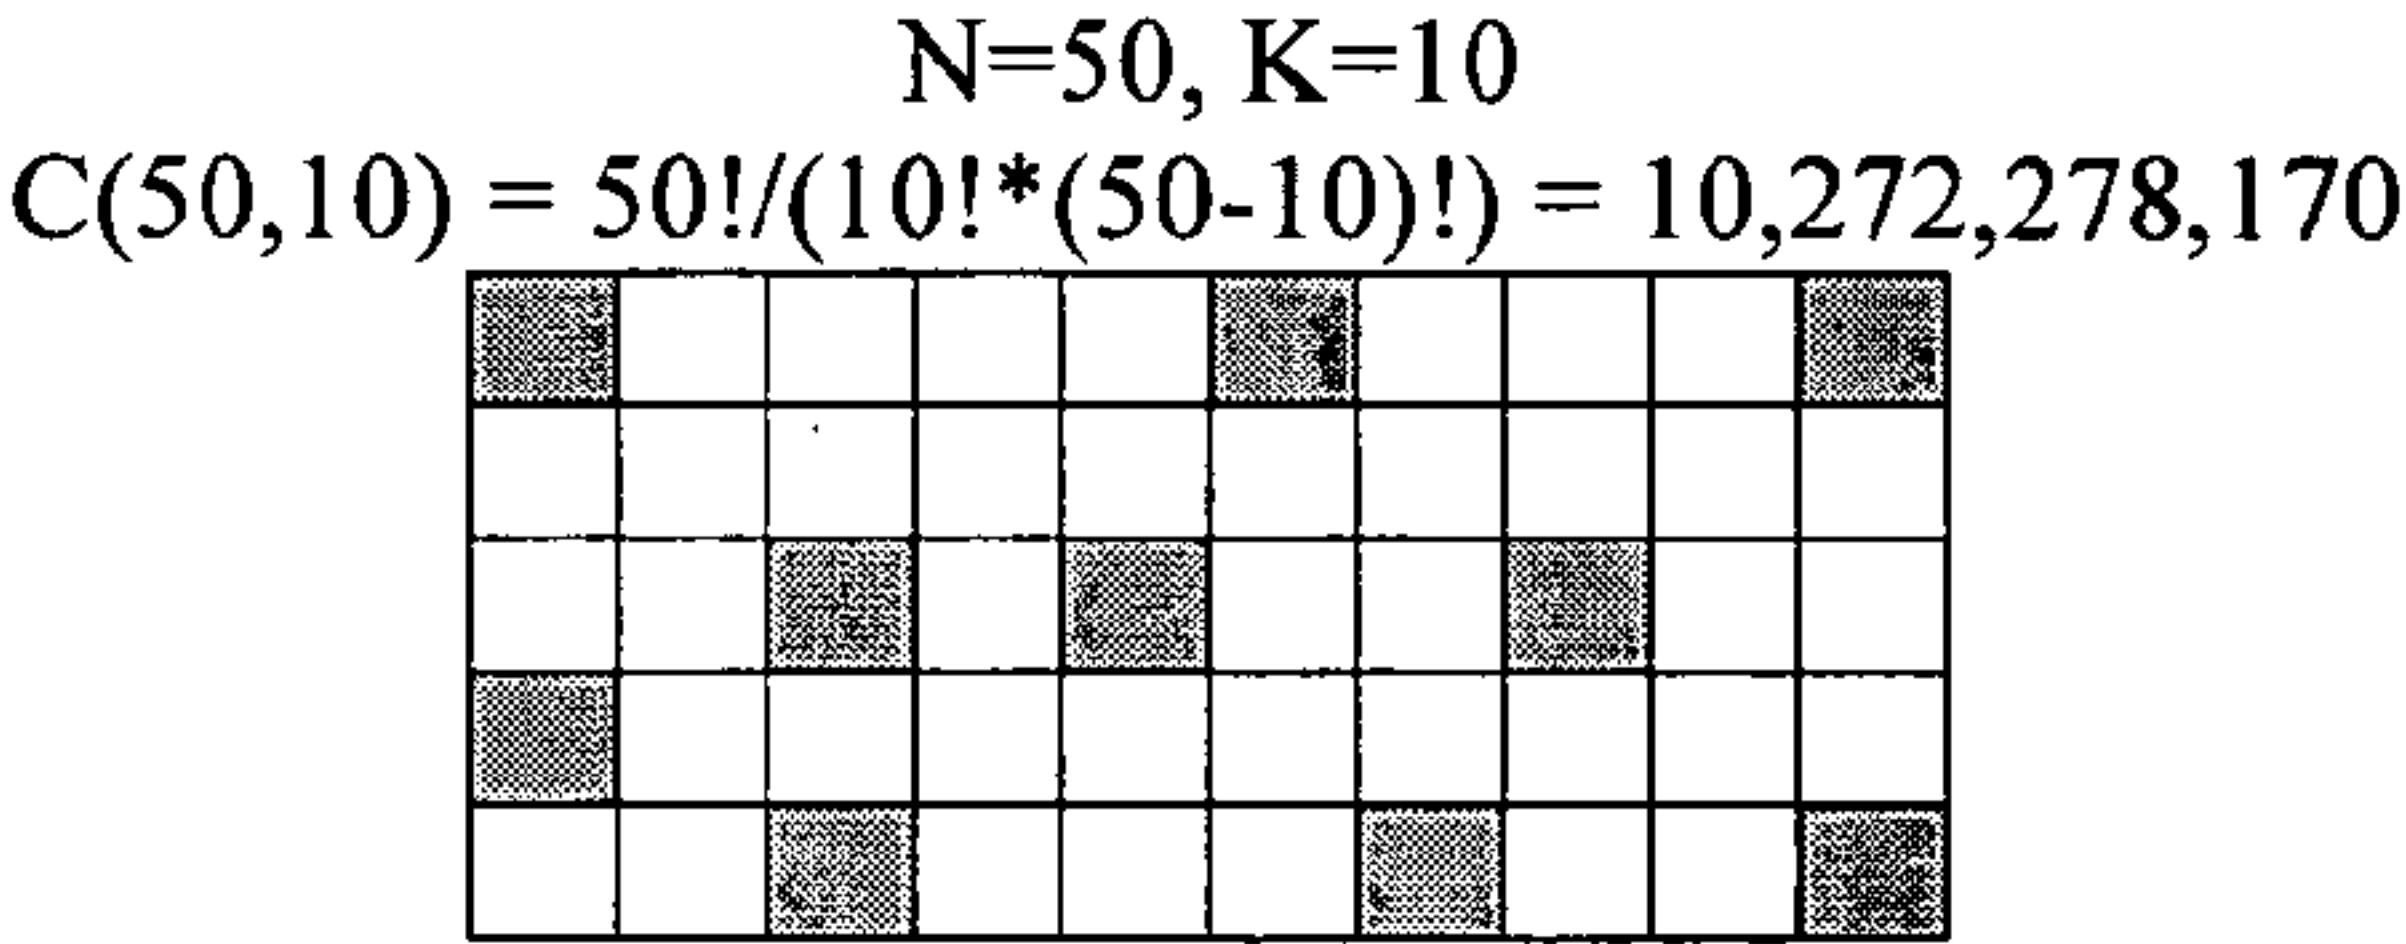 N=50, K=10
C(50,10) = 50!/(10!*(50-10)!) = 10,272,278,170